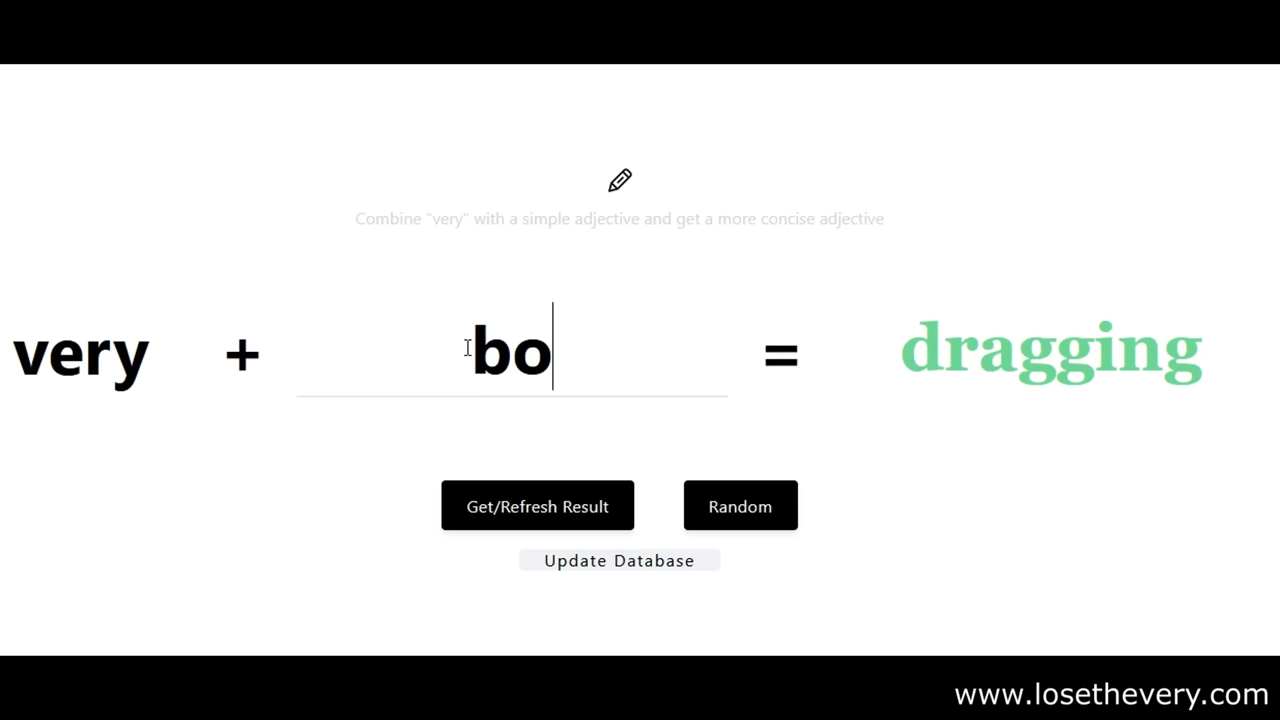 Combine "very" with a simple adjective and get a more concise adjective
very + bo = dragging
Get/Refresh Result Random
Update Database
www.losethevery.com